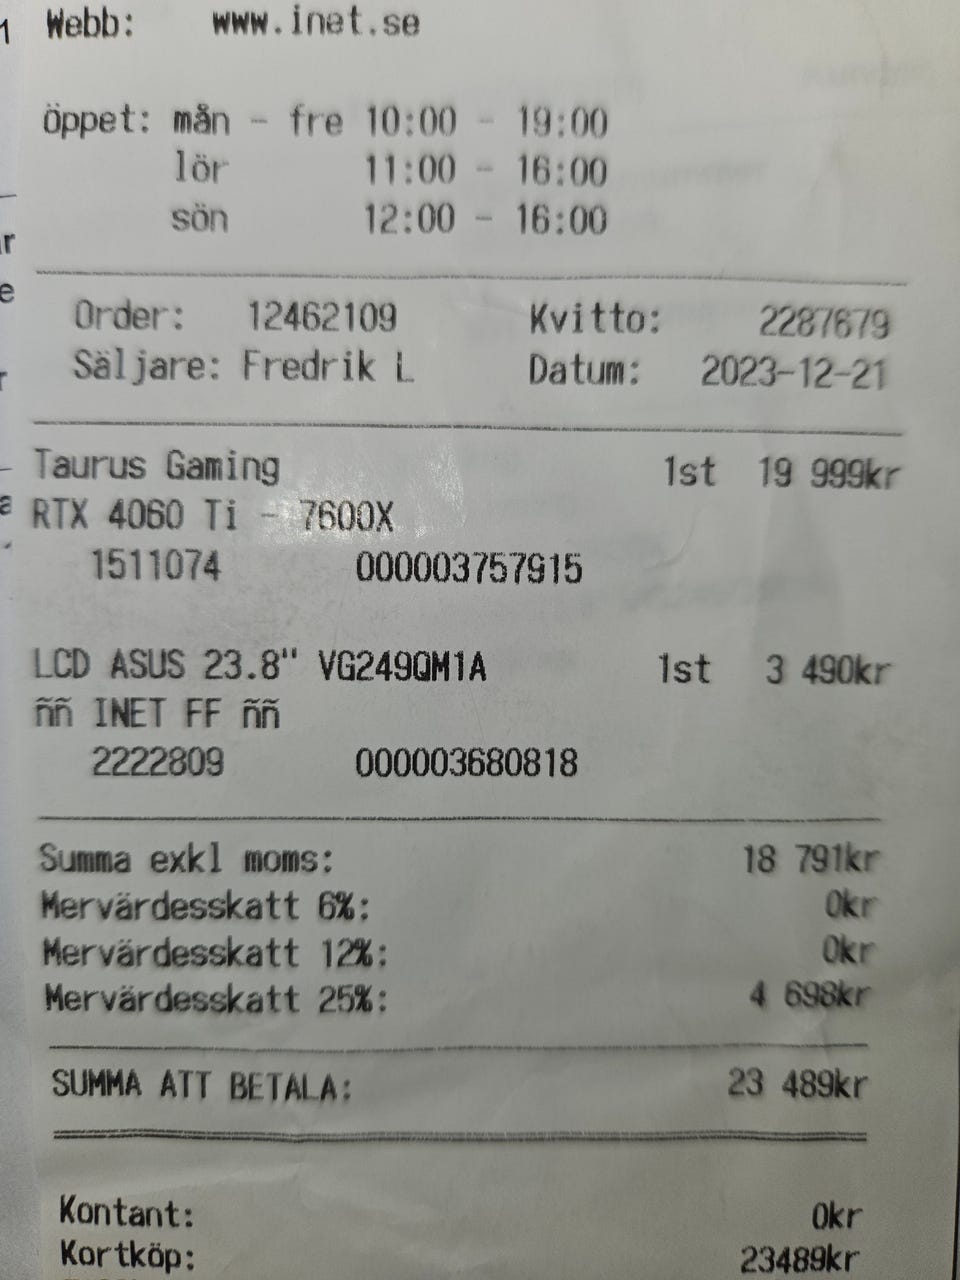 Webb: www.inet.se
Öppet: mån - fre 10:00 - 19:00
lör 11:00 - 16:00
sön 12:00 - 16:00
Order: 12462109 Kvitto: 2287679
Säljare: Fredrik L Datum: 2023-12-21
Taurus Gaming 1st 19 999kr
RTX 4060 Ti - 7600X
1511074 000003757915
LCD ASUS 23.8" VG249QM1A 1st 3 490kr
ññ INET FF ññ
2222809 000003680818
Summa exkl moms: 18 791kr
Mervärdesskatt 6%: 0kr
Mervärdesskatt 12%: 0kr
Mervärdesskatt 25%: 4 698kr
SUMMA ATT BETALA: 23 489kr
Kontant: 0kr
Kortköp: 23489kr